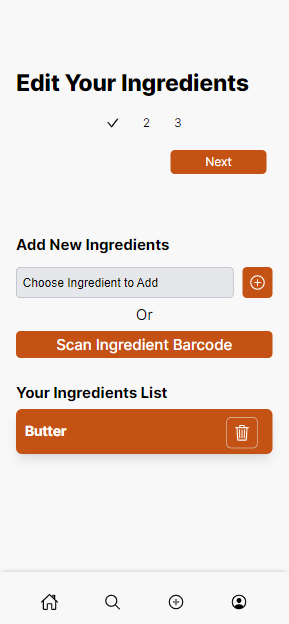 Edit Your Ingredients
2 3
Next
Add New Ingredients
Choose Ingredient to Add
Or
Scan Ingredient Barcode
Your Ingredients List
Butter